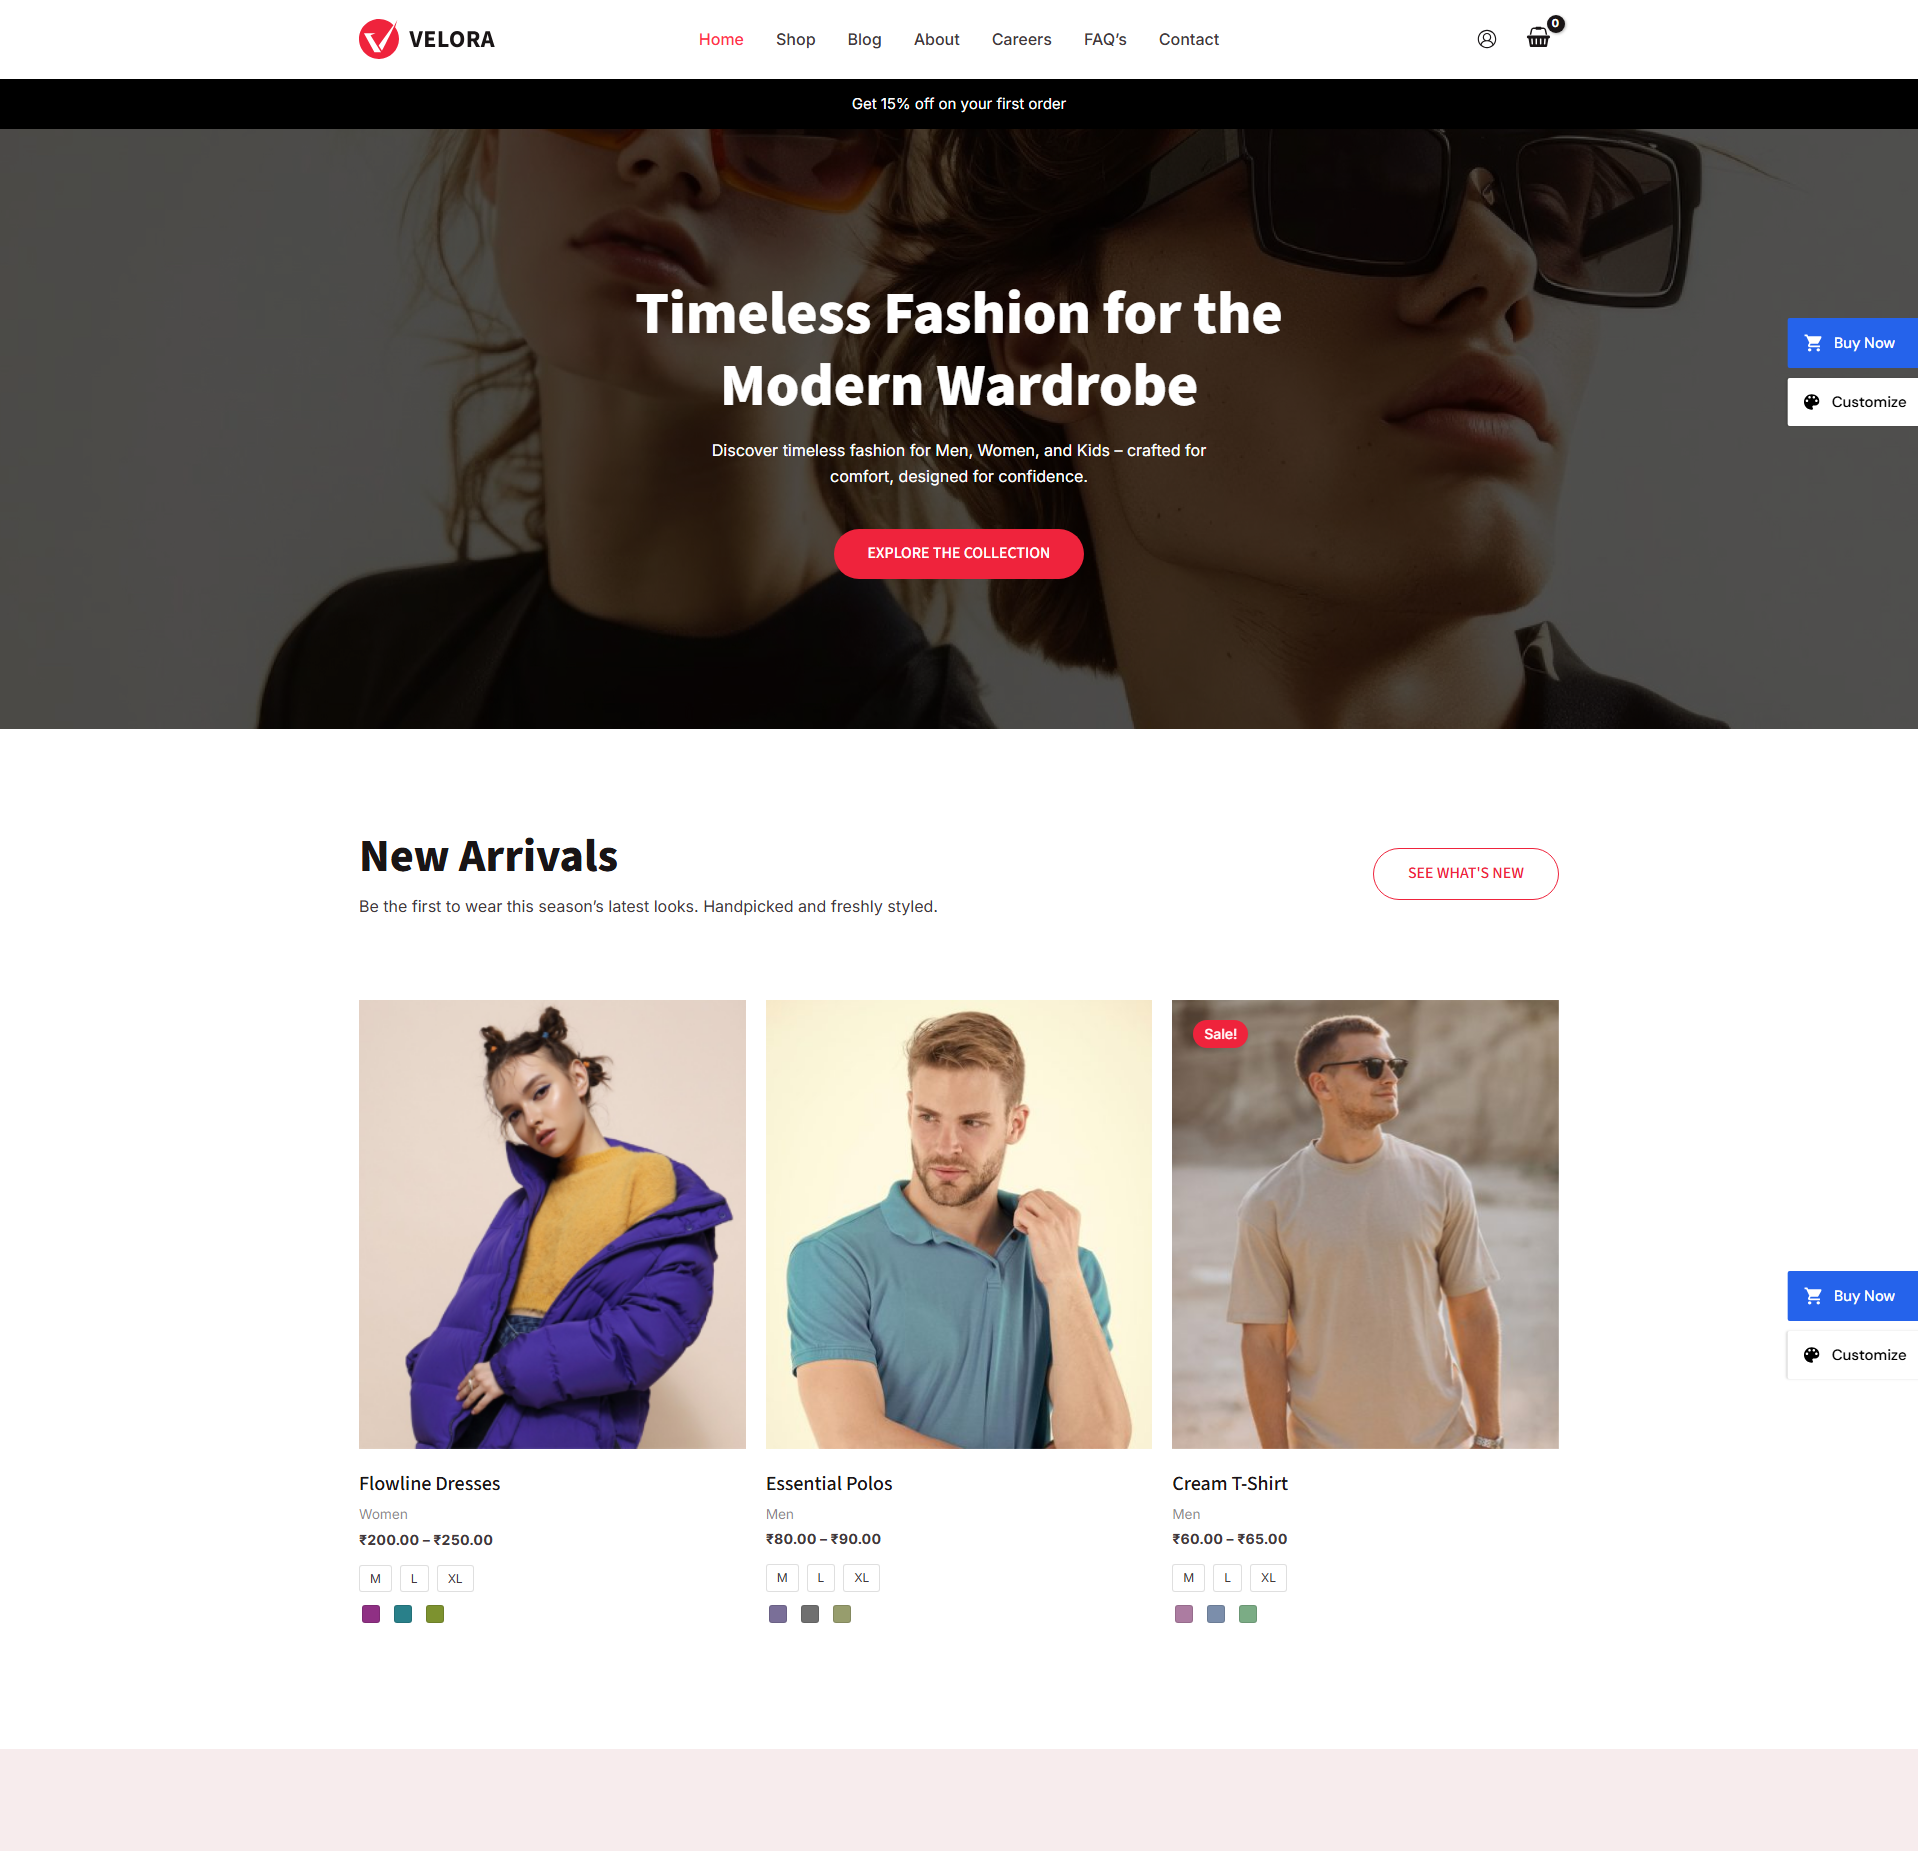 VELORA
Home Shop Blog About Careers FAQ’s Contact
0
Get 15% off on your first order
Timeless Fashion for the
Modern Wardrobe
Discover timeless fashion for Men, Women, and Kids – crafted for
comfort, designed for confidence.
EXPLORE THE COLLECTION
Buy Now
Customize
New Arrivals
Be the first to wear this season’s latest looks. Handpicked and freshly styled.
SEE WHAT'S NEW
Sale!
Buy Now
Customize
Flowline Dresses
Women
₹200.00 – ₹250.00
M L XL
Essential Polos
Men
₹80.00 – ₹90.00
M L XL
Cream T-Shirt
Men
₹60.00 – ₹65.00
M L XL